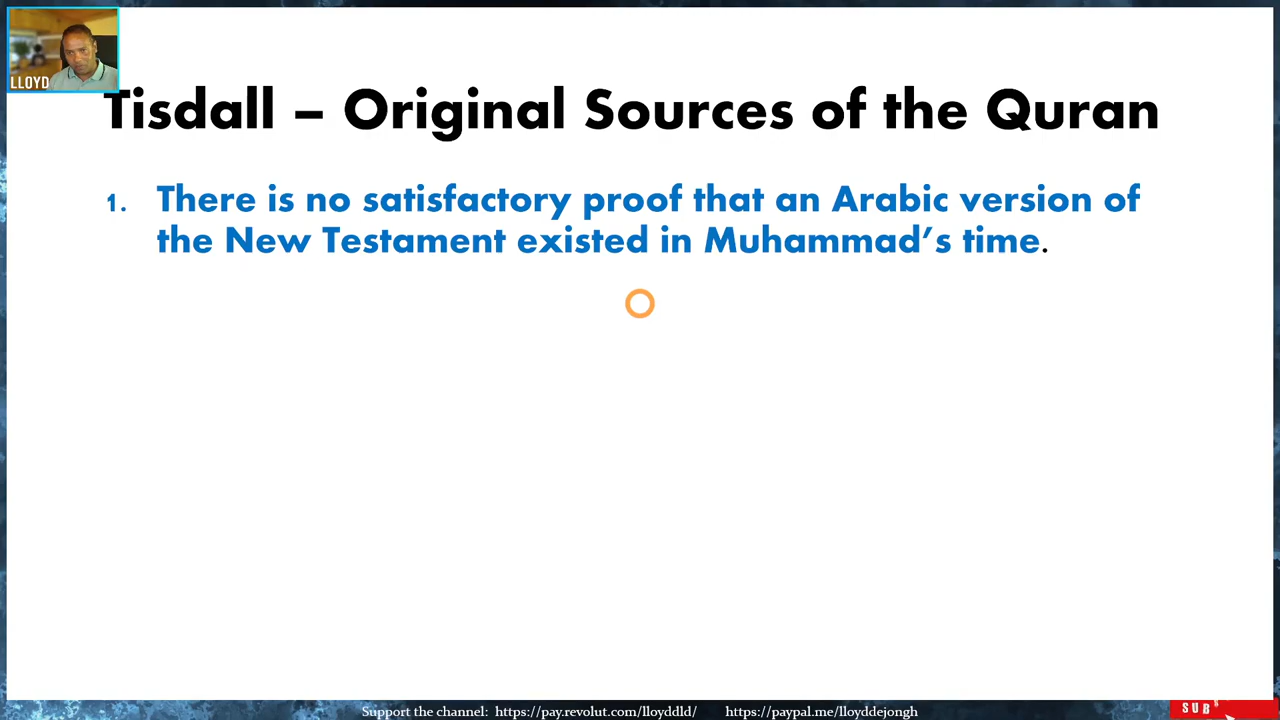 LLOYD
Tisdall – Original Sources of the Quran
1. There is no satisfactory proof that an Arabic version of
the New Testament existed in Muhammad’s time.
Support the channel: https://pay.revolut.com/lloyddld/ https://paypal.me/lloyddejongh
SUB